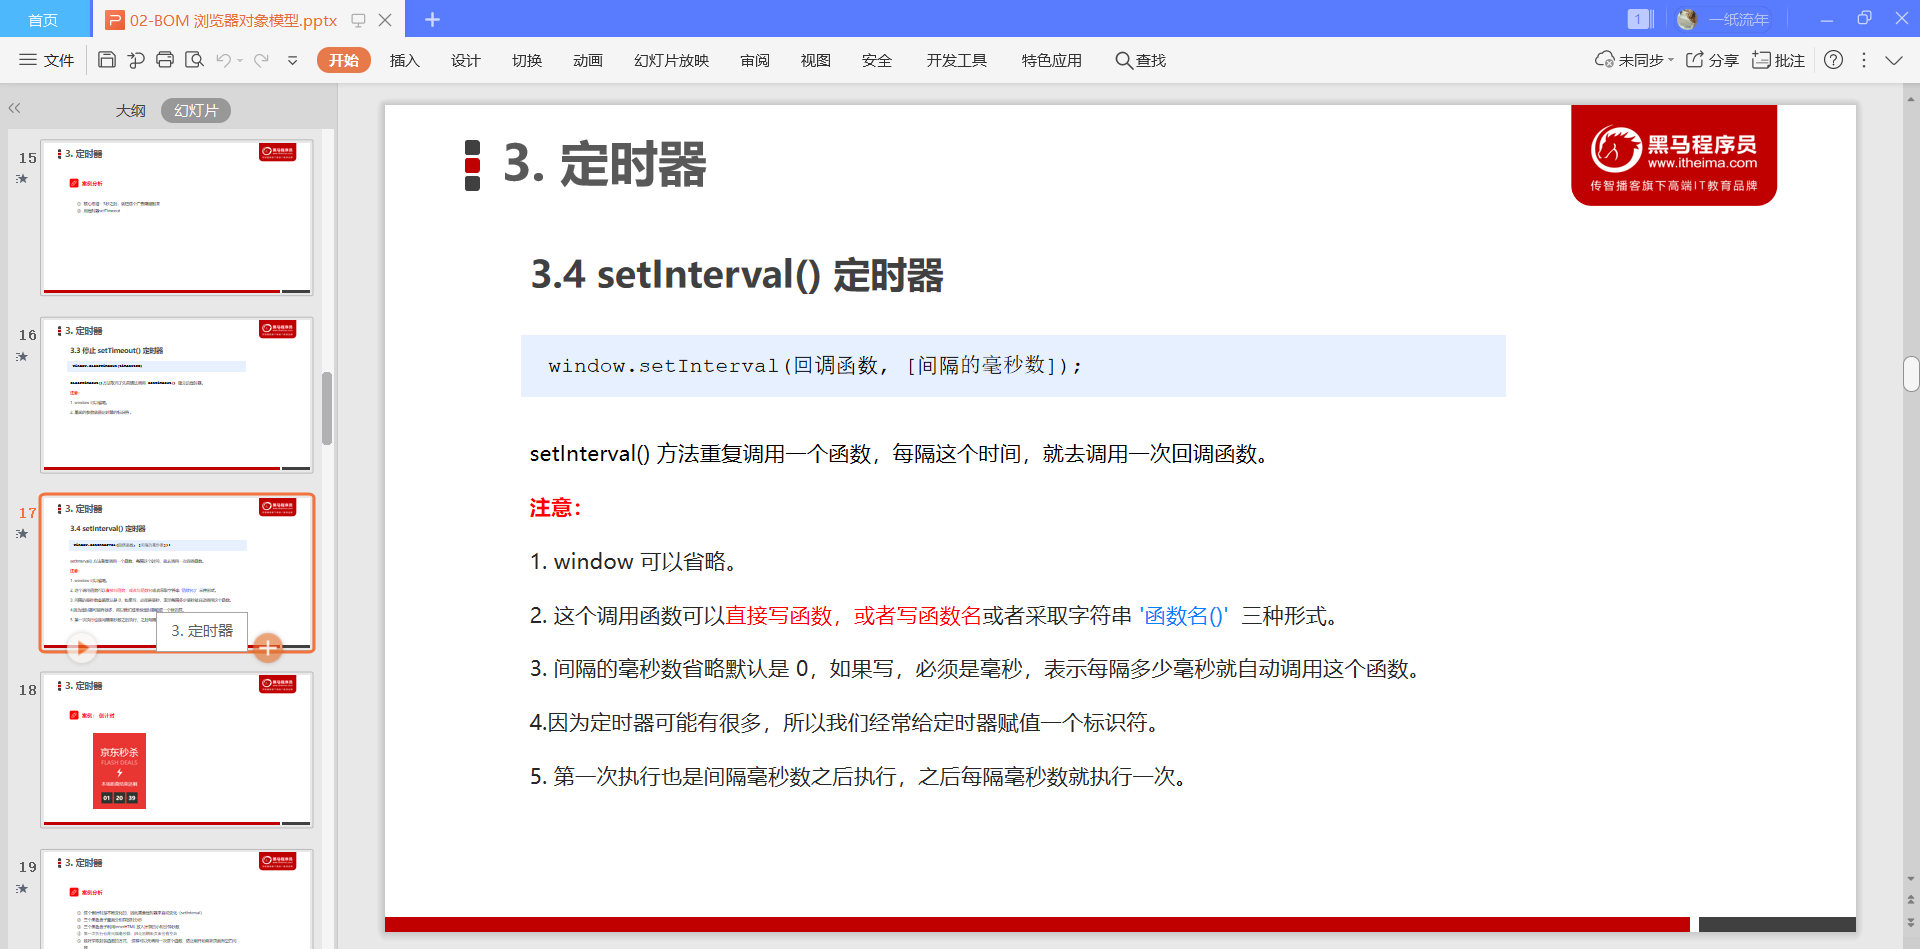 首页
02-BOM 浏览器对象模型.pptx
1
一纸流年
文件
开始 插入 设计 切换 动画 幻灯片放映 审阅 视图 安全 开发工具 特色应用 查找
未同步 分享 批注
大纲 幻灯片
15
3. 定时器
案例分析
16
3. 定时器
3.3 停止 setTimeout() 定时器
17
3. 定时器
3.4 setInterval() 定时器
3. 定时器
18
3. 定时器
案例：倒计时
京东秒杀
FLASH DEALS
01 20 39
19
3. 定时器
案例分析
3. 定时器
黑马程序员
www.itheima.com
传智播客旗下高端IT教育品牌
3.4 setInterval() 定时器
window.setInterval(回调函数, [间隔的毫秒数]);
setInterval() 方法重复调用一个函数，每隔这个时间，就去调用一次回调函数。
注意：
1. window 可以省略。
2. 这个调用函数可以直接写函数，或者写函数名或者采取字符串 '函数名()' 三种形式。
3. 间隔的毫秒数省略默认是 0，如果写，必须是毫秒，表示每隔多少毫秒就自动调用这个函数。
4.因为定时器可能有很多，所以我们经常给定时器赋值一个标识符。
5. 第一次执行也是间隔毫秒数之后执行，之后每隔毫秒数就执行一次。